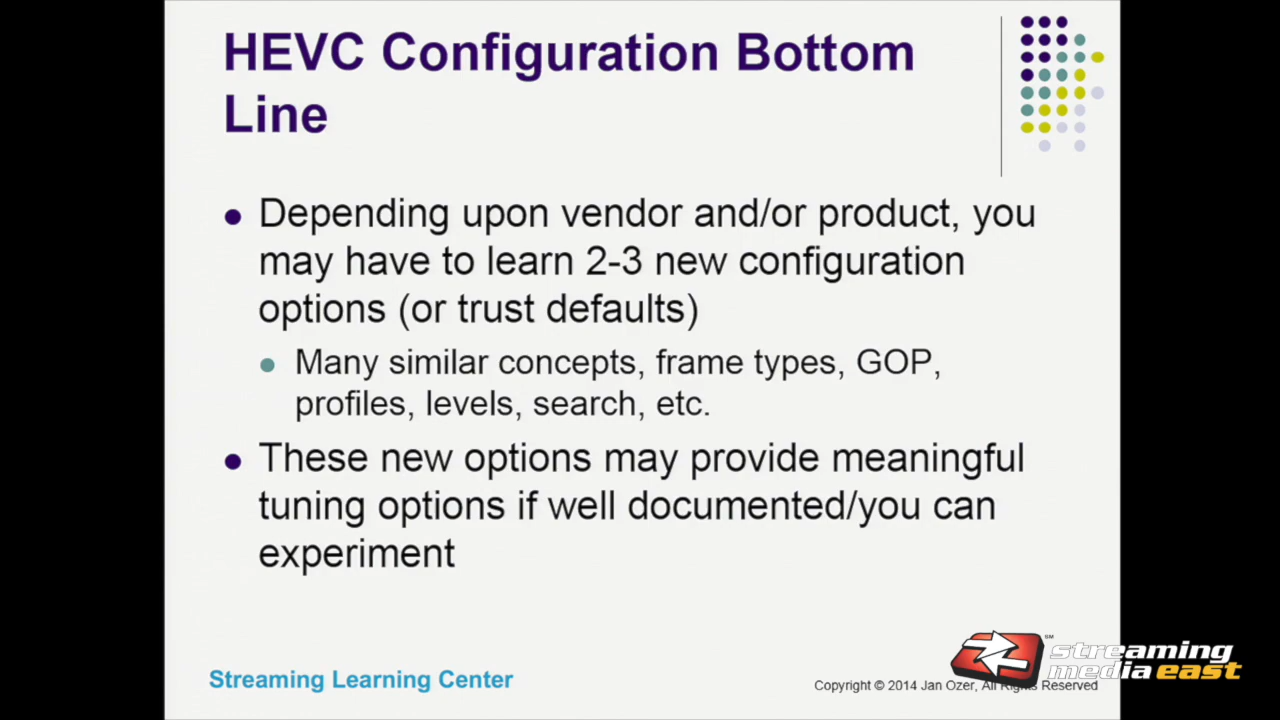 HEVC Configuration Bottom
Line
Depending upon vendor and/or product, you
may have to learn 2-3 new configuration
options (or trust defaults)
Many similar concepts, frame types, GOP,
profiles, levels, search, etc.
These new options may provide meaningful
tuning options if well documented/you can
experiment
Streaming Learning Center
Copyright © 2014 Jan Ozer, All Rights Reserved
SM
streaming
media east